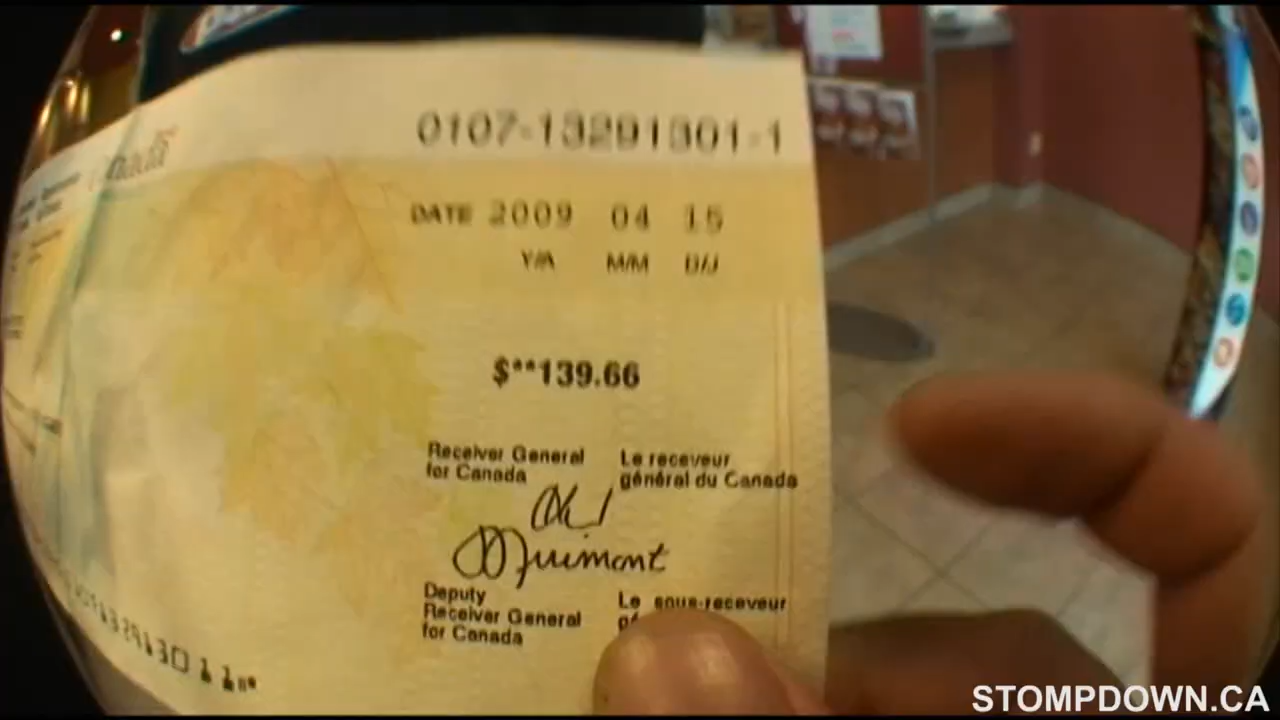 Canada
0107-13291301-1
DATE 2009 04 15
Y/A M/M D/J
$**139.66
Receiver General Le receveur
for Canada général du Canada
Deputy Le sous-receveur
Receiver General
for Canada
STOMPDOWN.CA